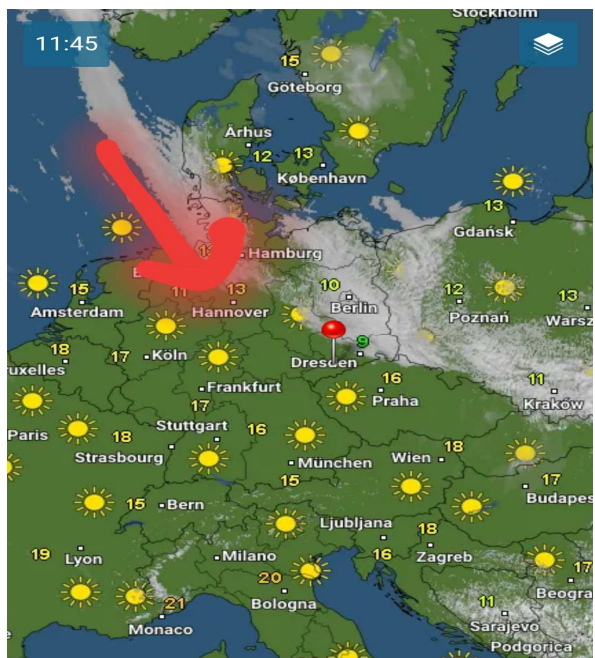 Stockholm
11:45
15
Göteborg
Århus
12
13
København
13
Gdańsk
Hamburg
15
Amsterdam
11
13
Hannover
10
Berlin
12
Poznań
13
Warsz
18
ruxelles
17
Köln
9
Dresden
Frankfurt
16
Praha
11
Kraków
Paris
17
Stuttgart
18
16
Strasbourg
München
15
Wien
18
17
Budapes
15
Bern
Ljubljana
18
16
Zagreb
19
Lyon
Milano
20
Bologna
17
Beogra
21
Monaco
11
Sarajevo
Podgorica